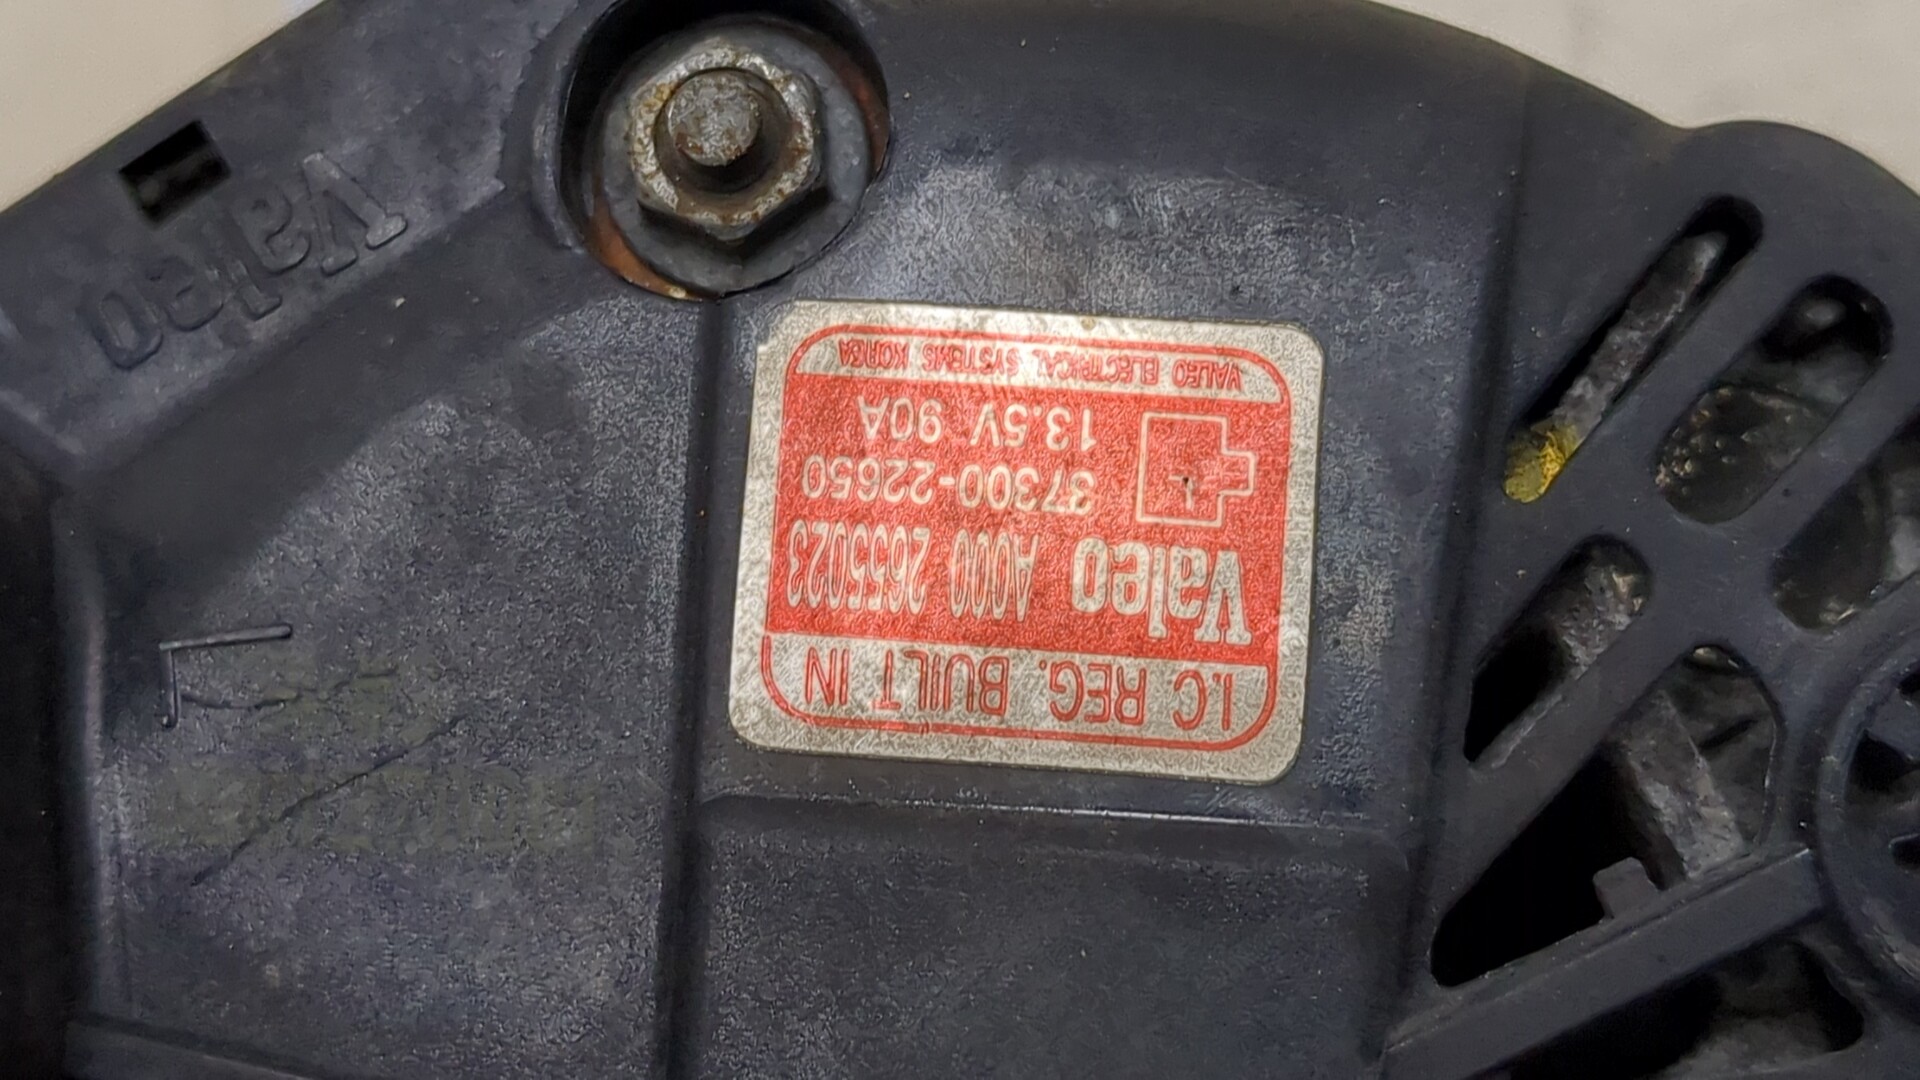 I.C REG. BUILT IN
Valeo A000 2655023
37300-22650
13.5V 90A
VALEO ELECTRICAL SYSTEMS KOREA
Valeo